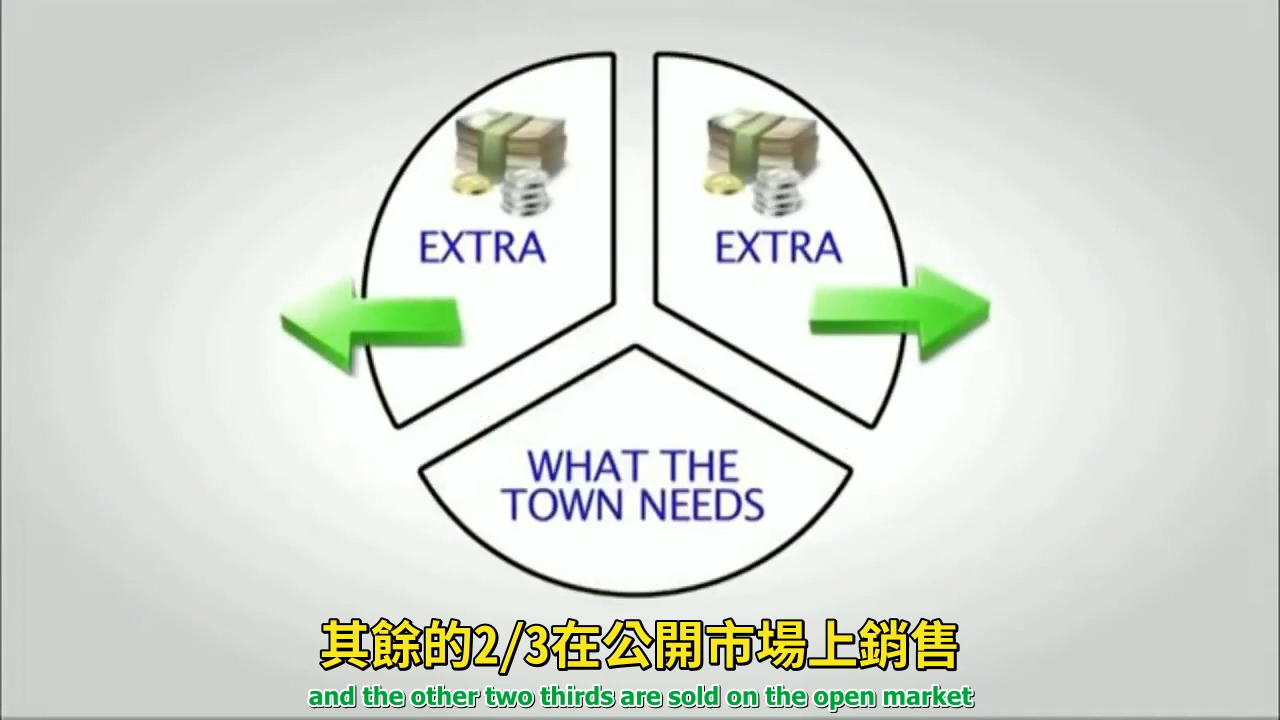 EXTRA
EXTRA
WHAT THE
TOWN NEEDS
其餘的2/3在公開市場上銷售
and the other two thirds are sold on the open market